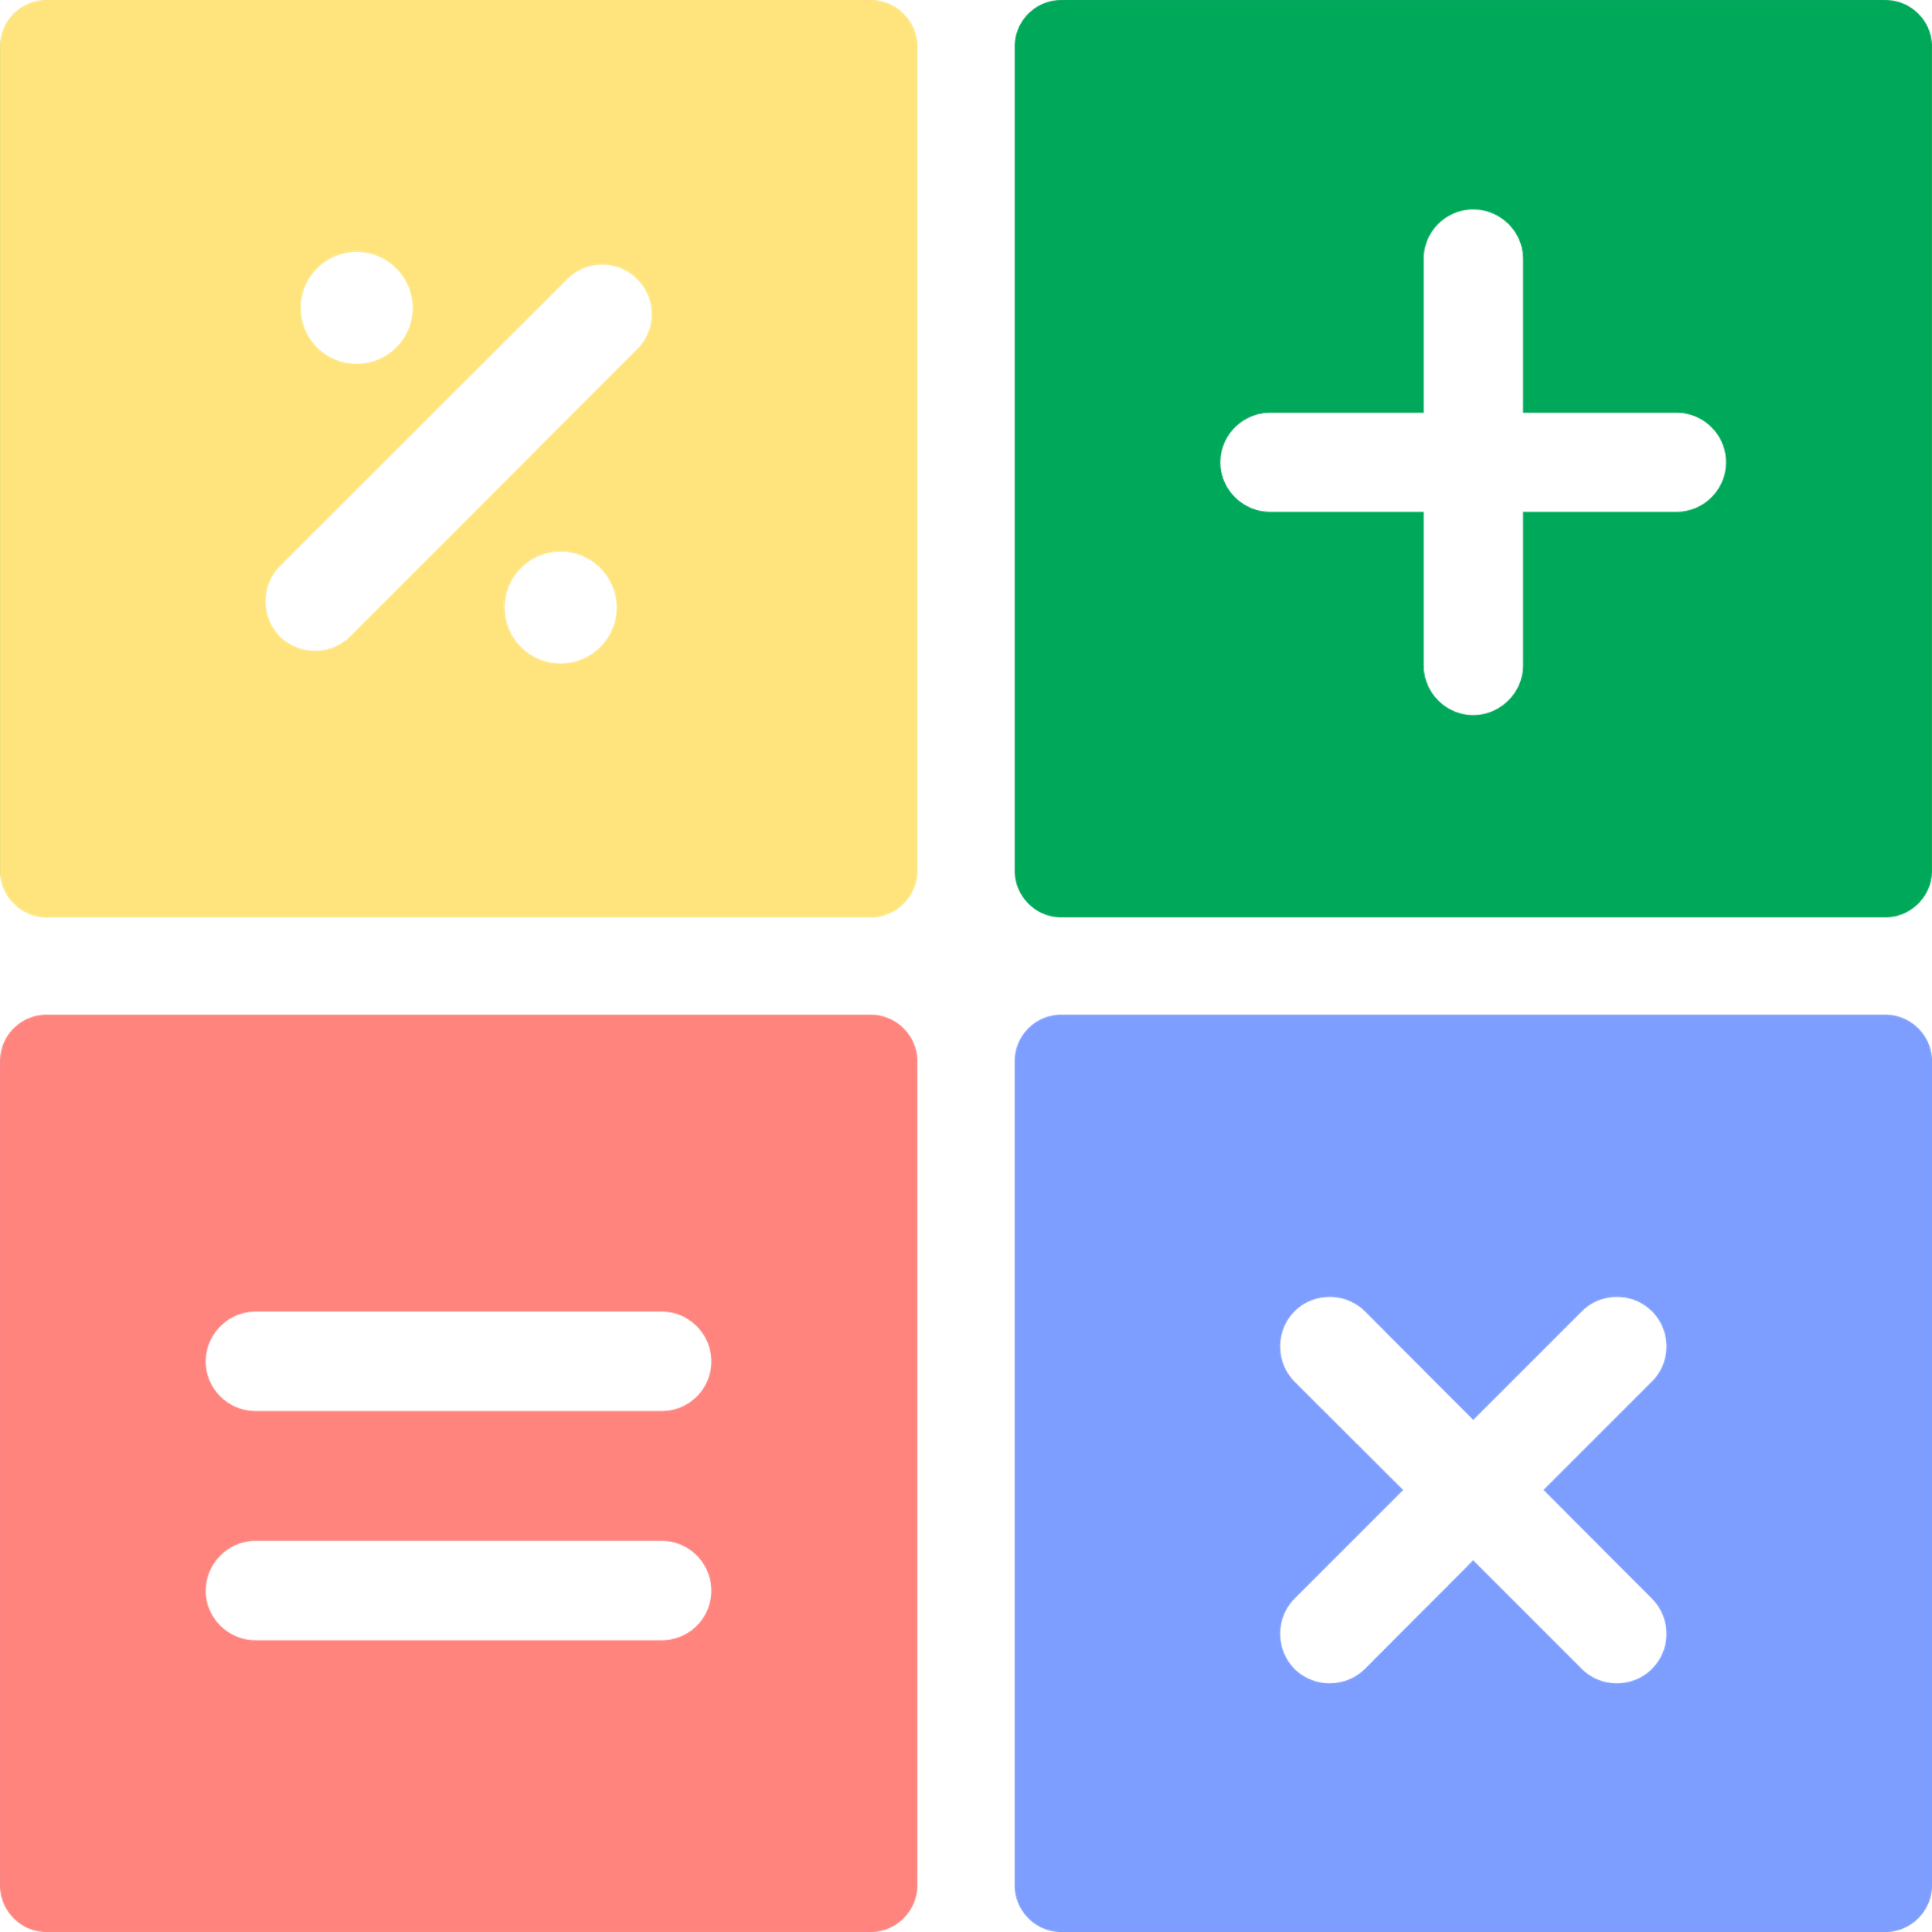 % +
= ×